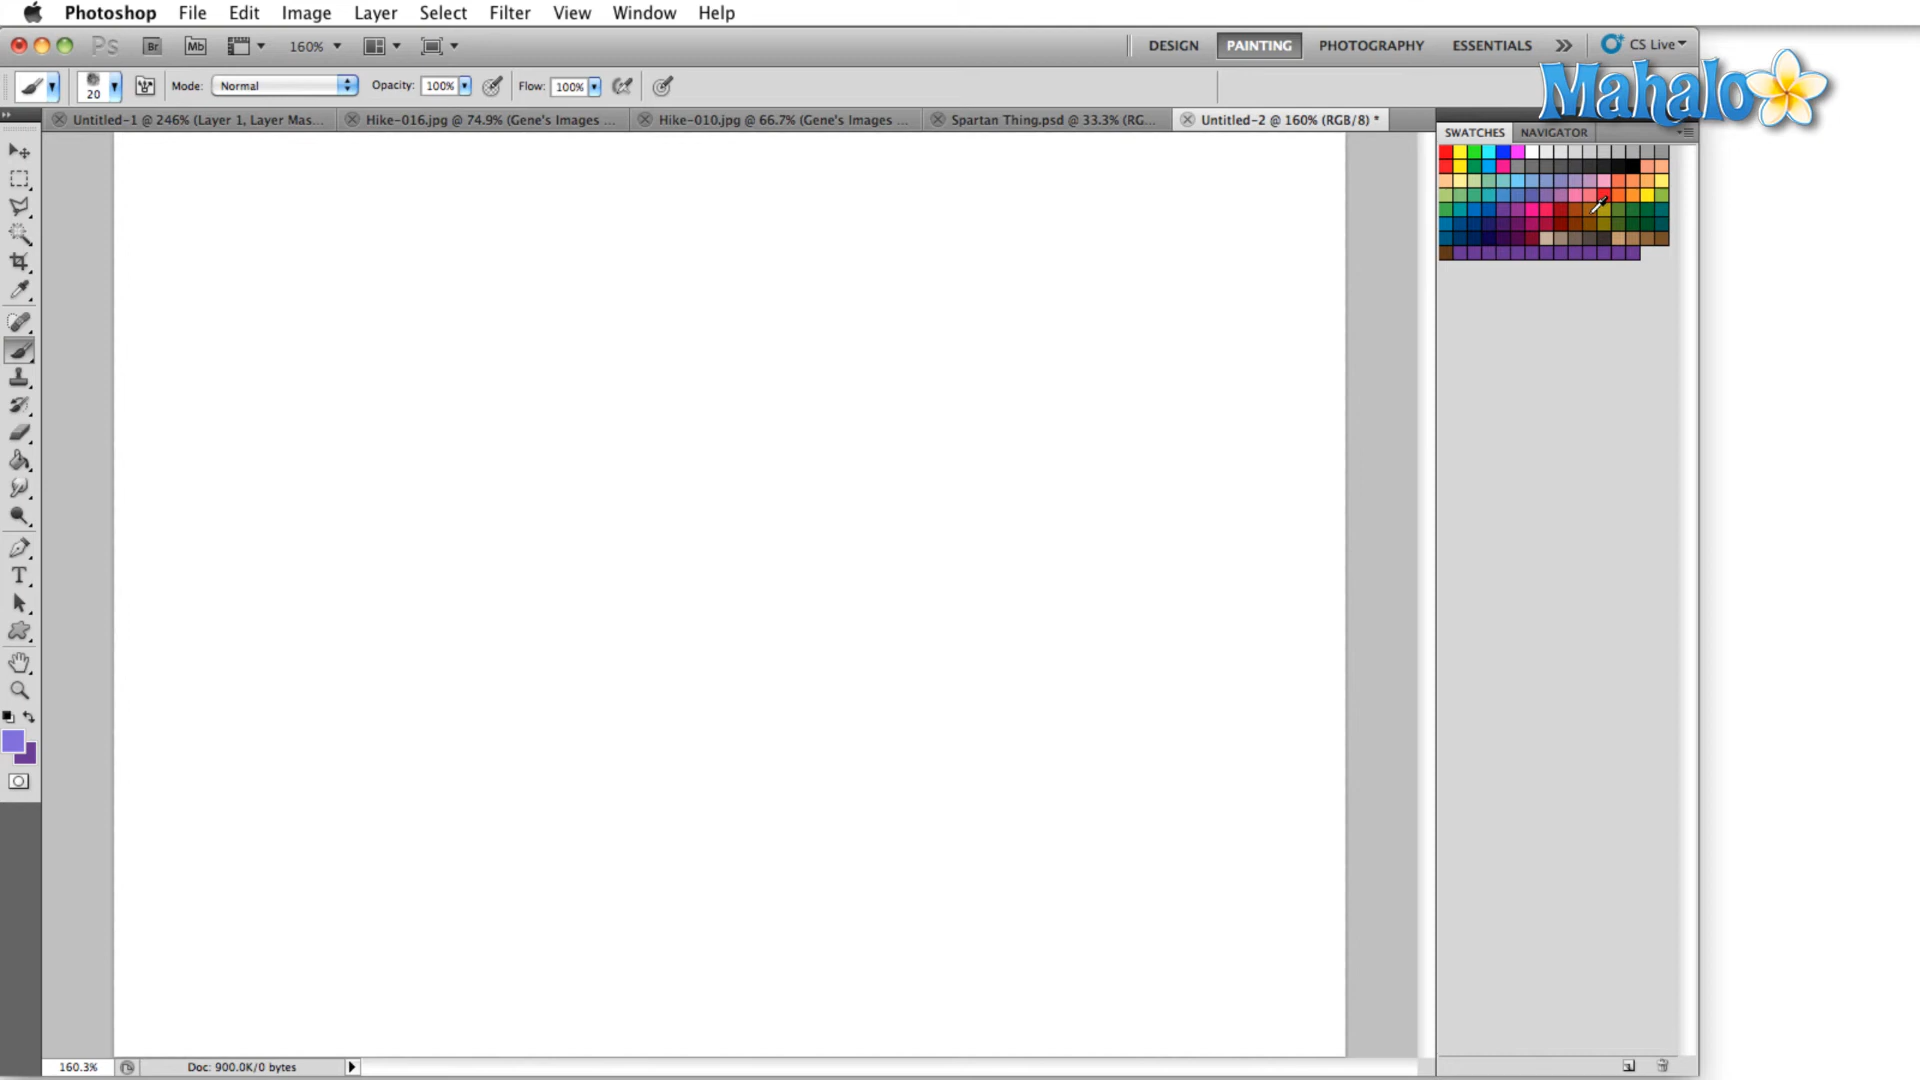 Photoshop File Edit Image Layer Select Filter View Window Help
Ps Br Mb 160% DESIGN PAINTING PHOTOGRAPHY ESSENTIALS CS Live
20 Mode: Normal Opacity: 100% Flow: 100%
Mahalo
Untitled-1 @ 246% (Layer 1, Layer Mas... Hike-016.jpg @ 74.9% (Gene's Images ... Hike-010.jpg @ 66.7% (Gene's Images ... Spartan Thing.psd @ 33.3% (RG... Untitled-2 @ 160% (RGB/8) *
SWATCHES NAVIGATOR
T
160.3% Doc: 900.0K/0 bytes